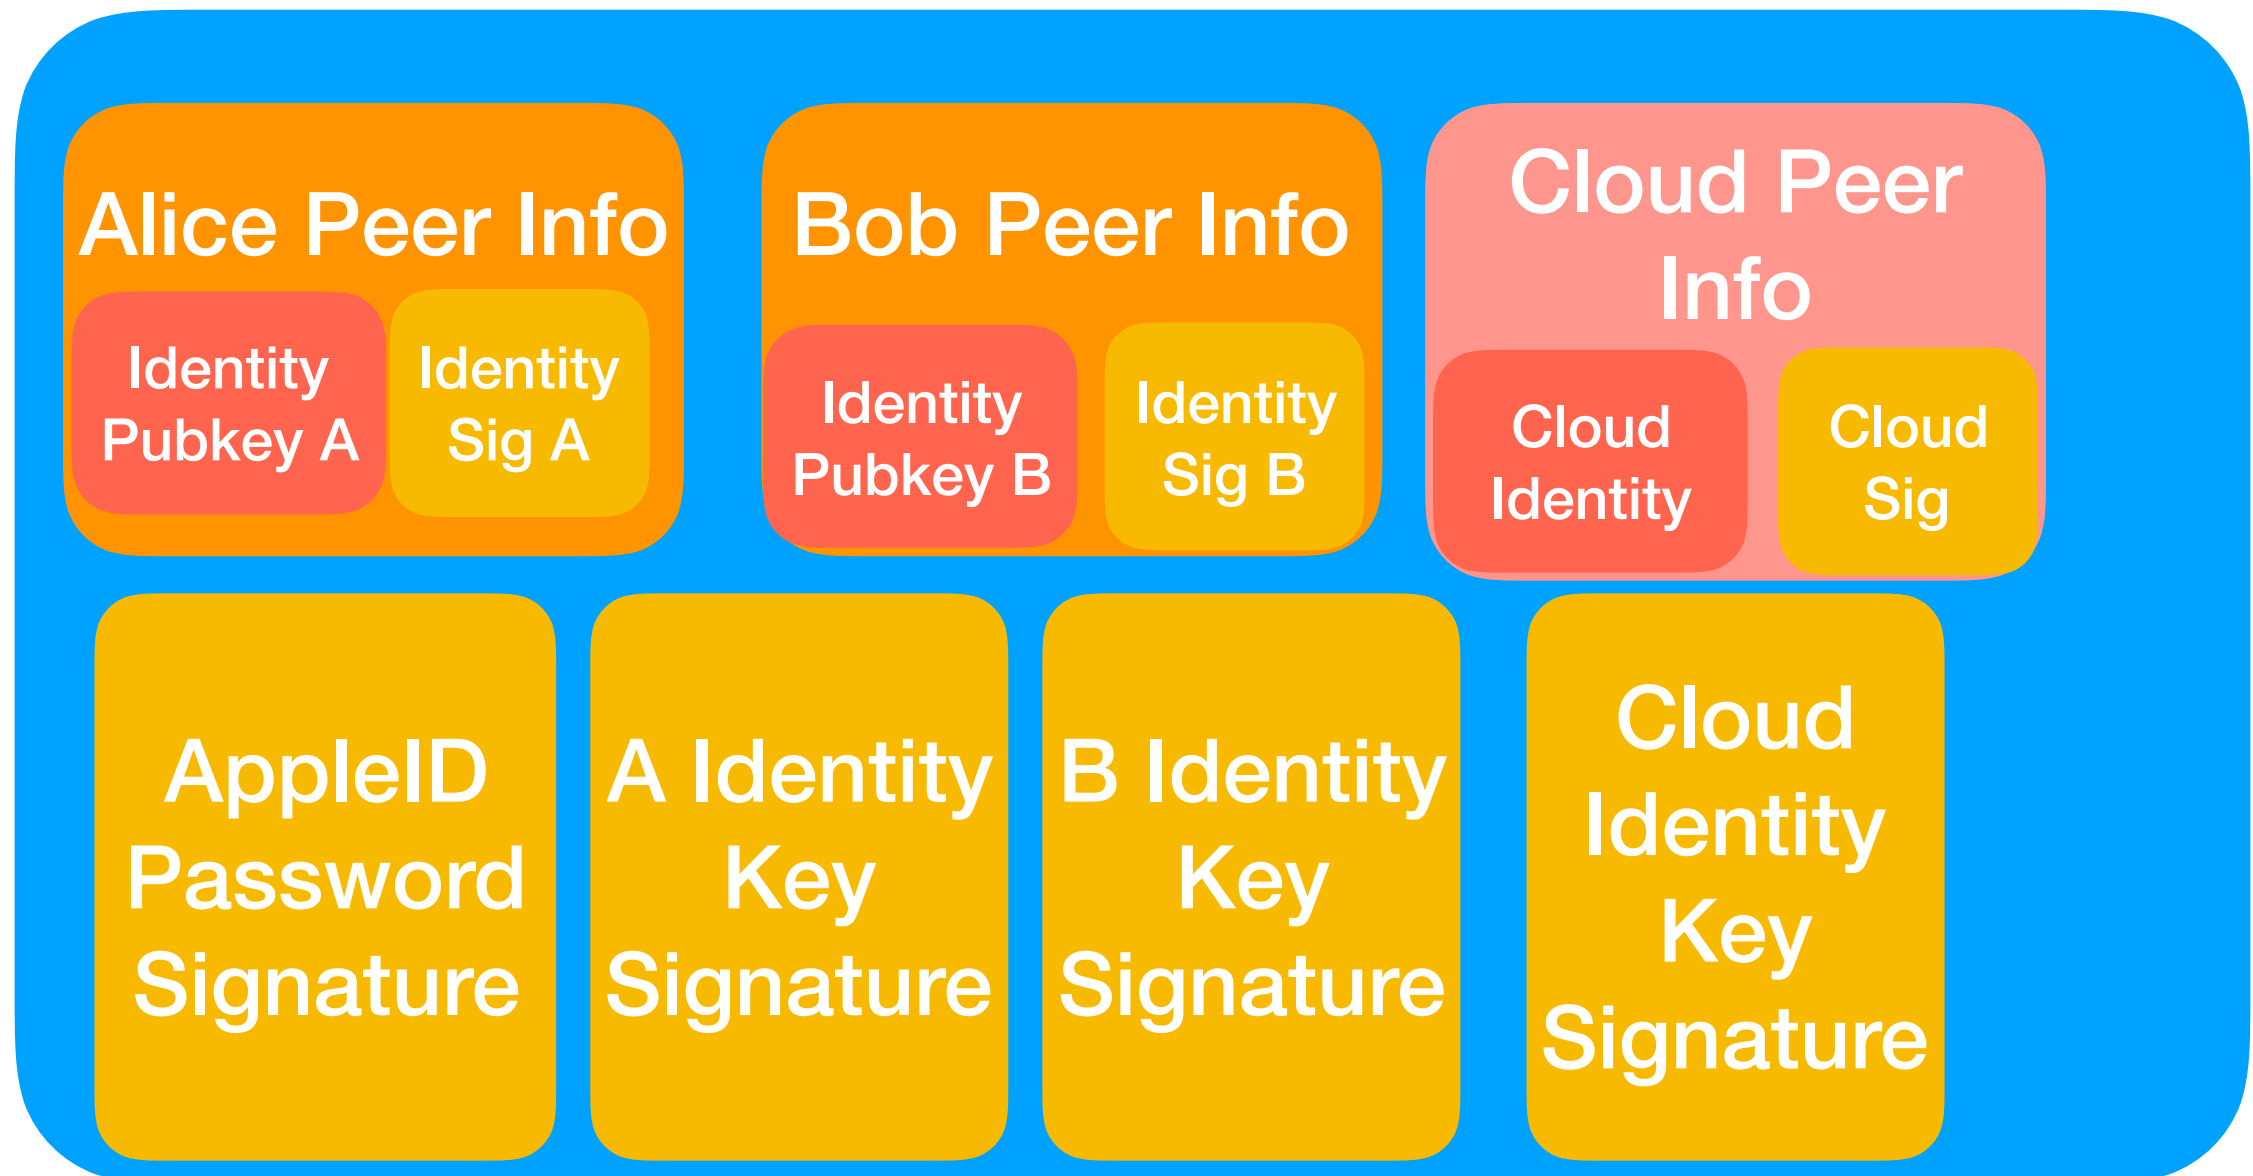 Alice Peer Info
Identity
Pubkey A
Identity
Sig A
Bob Peer Info
Identity
Pubkey B
Identity
Sig B
Cloud Peer
Info
Cloud
Identity
Cloud
Sig
AppleID
Password
Signature
A Identity
Key
Signature
B Identity
Key
Signature
Cloud
Identity
Key
Signature